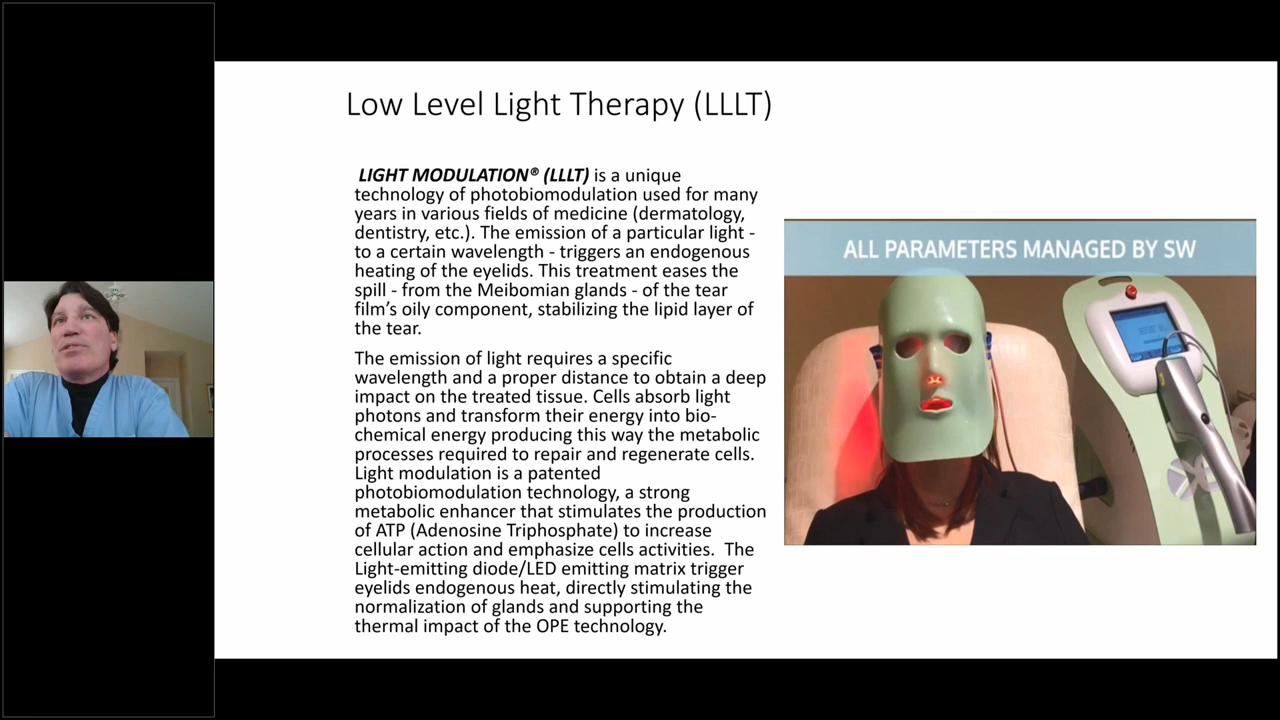 Low Level Light Therapy (LLLT)
LIGHT MODULATION® (LLLT) is a unique
technology of photobiomodulation used for many
years in various fields of medicine (dermatology,
dentistry, etc.). The emission of a particular light -
to a certain wavelength - triggers an endogenous
heating of the eyelids. This treatment eases the
spill - from the Meibomian glands - of the tear
film's oily component, stabilizing the lipid layer of
the tear.
The emission of light requires a specific
wavelength and a proper distance to obtain a deep
impact on the treated tissue. Cells absorb light
photons and transform their energy into bio-
chemical energy producing this way the metabolic
processes required to repair and regenerate cells.
Light modulation is a patented
photobiomodulation technology, a strong
metabolic enhancer that stimulates the production
of ATP (Adenosine Triphosphate) to increase
cellular action and emphasize cells activities.  The
Light-emitting diode/LED emitting matrix trigger
eyelids endogenous heat, directly stimulating the
normalization of glands and supporting the
thermal impact of the OPE technology.
ALL PARAMETERS MANAGED BY SW